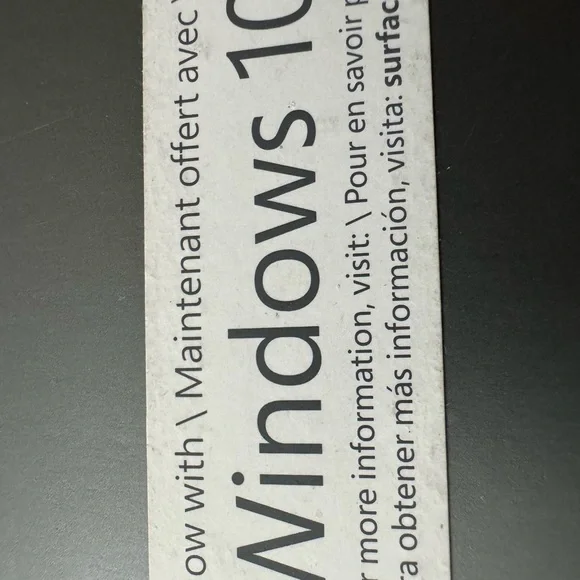 ow with \ Maintenant offert avec
Windows 10
more information, visit: \ Pour en savoir
obtener más información, visita: surfac